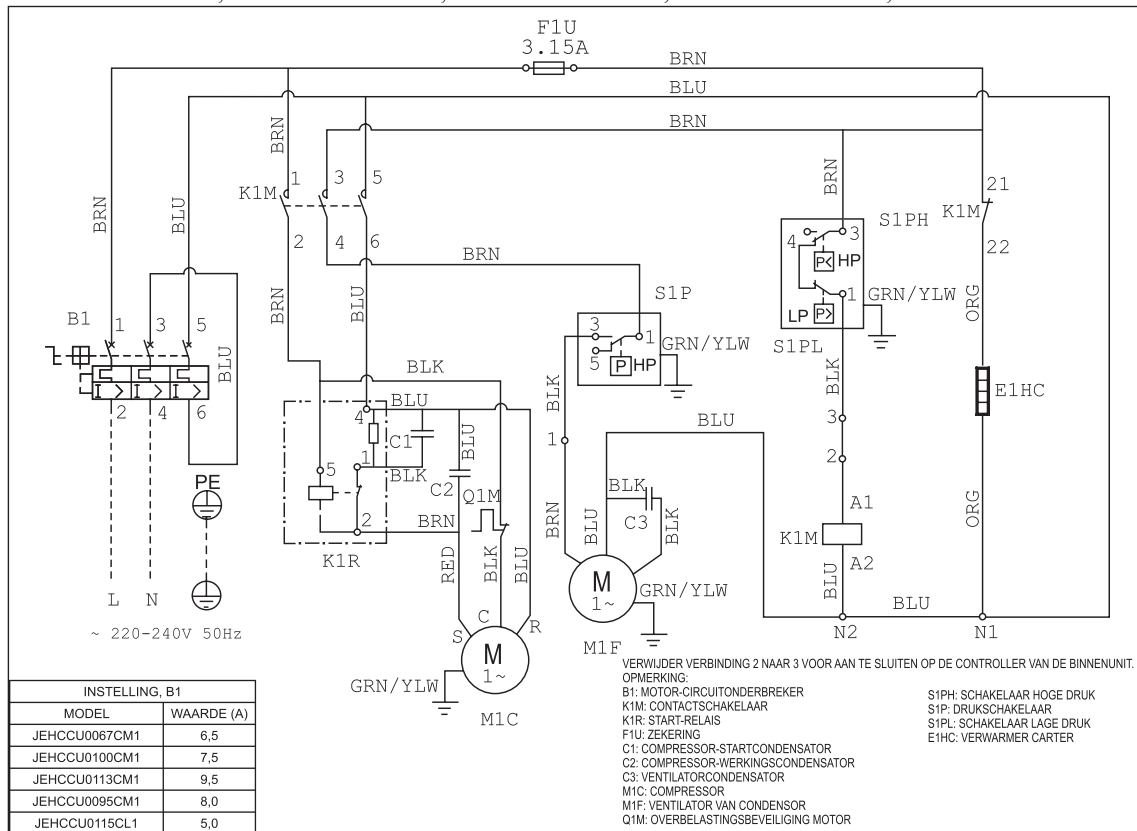 F1U
3.15A
BRN
BLU
BRN
BRN
1 3 5
K1M
2 4 6
BRN
BLU
BRN
BRN
BLU
B1
1 3 5
I > I > I >
2 4 6
BLU
PE
L N
~ 220-240V 50Hz
BRN
S1P
3 1
5
P HP
GRN/YLW
BLK
1
BRN
21
K1M
22
S1PH
4 3
P< HP
1
LP P>
S1PL
GRN/YLW
ORG
E1HC
ORG
BLK
3
2
A1
K1M
A2
BLU
BLU
N2 N1
BLK
BLU
4
C1
BLU
1
BLK
5
C2
Q1M
2
BRN
K1R
RED
BLK
BLU
S C R
M
1~
GRN/YLW
M1C
BLU
BLK
C3
BRN
BLU
BLK
M
1~
GRN/YLW
M1F
VERWIJDER VERBINDING 2 NAAR 3 VOOR AAN TE SLUITEN OP DE CONTROLLER VAN DE BINNENUNIT.
OPMERKING:
B1: MOTOR-CIRCUITONDERBREKER
K1M: CONTACTSCHAKELAAR
K1R: START-RELAIS
F1U: ZEKERING
C1: COMPRESSOR-STARTCONDENSATOR
C2: COMPRESSOR-WERKINGSCONDENSATOR
C3: VENTILATORCONDENSATOR
M1C: COMPRESSOR
M1F: VENTILATOR VAN CONDENSOR
Q1M: OVERBELASTINGSBEVEILIGING MOTOR
S1PH: SCHAKELAAR HOGE DRUK
S1P: DRUKSCHAKELAAR
S1PL: SCHAKELAAR LAGE DRUK
E1HC: VERWARMER CARTER
INSTELLING, B1
MODEL WAARDE (A)
JEHCCU0067CM1 6,5
JEHCCU0100CM1 7,5
JEHCCU0113CM1 9,5
JEHCCU0095CM1 8,0
JEHCCU0115CL1 5,0